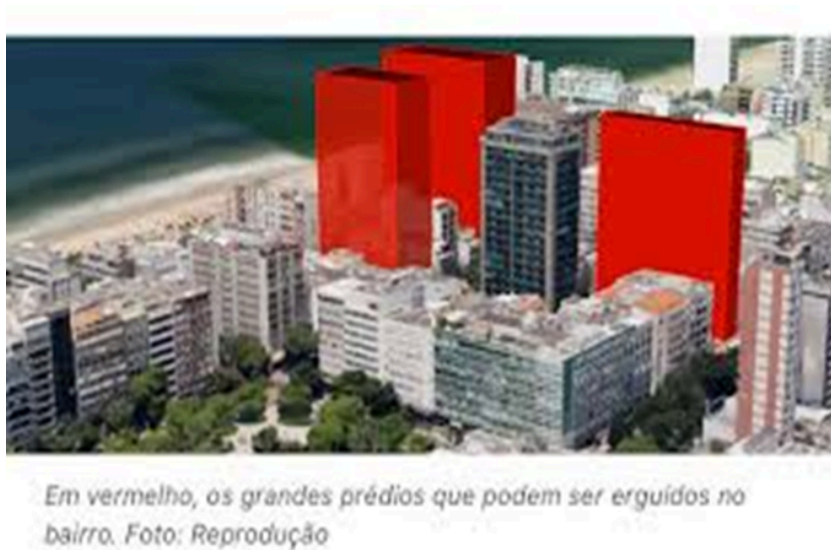 Em vermelho, os grandes prédios que podem ser erguidos no
bairro. Foto: Reprodução